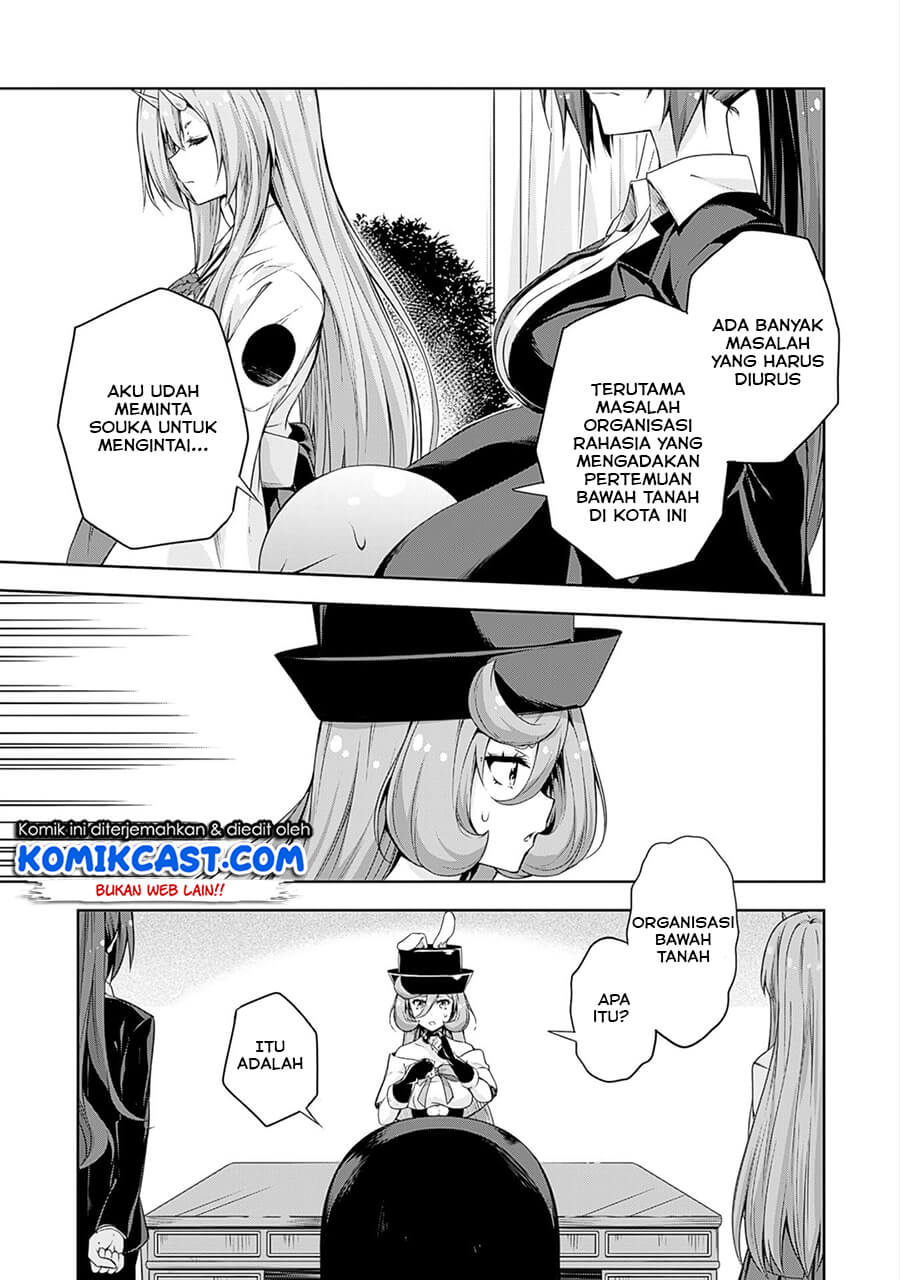 ADA BANYAK
MASALAH
YANG HARUS
DIURUS
TERUTAMA
MASALAH
ORGANISASI
RAHASIA YANG
MENGADAKAN
PERTEMUAN
BAWAH TANAH
DI KOTA INI
AKU UDAH
MEMINTA
SOUKA UNTUK
MENGINTAI...
Komik ini diterjemahkan & diedit oleh
KOMIKCAST.COM
BUKAN WEB LAIN!!
ORGANISASI
BAWAH
TANAH
APA
ITU?
ITU
ADALAH